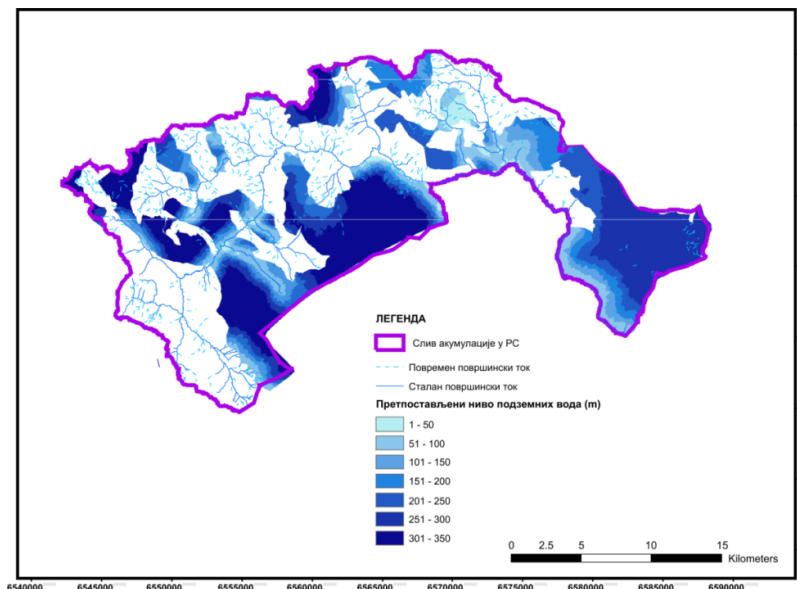 ЛЕГЕНДА
Слив акумулације у РС
Повремен површински ток
Сталан површински ток
Претпостављени ниво подземних вода (m)
1 - 50
51 - 100
101 - 150
151 - 200
201 - 250
251 - 300
301 - 350
0 2.5 5 10 15
Kilometers
6540000 6545000 6550000 6555000 6560000 6565000 6570000 6575000 6580000 6585000 6590000